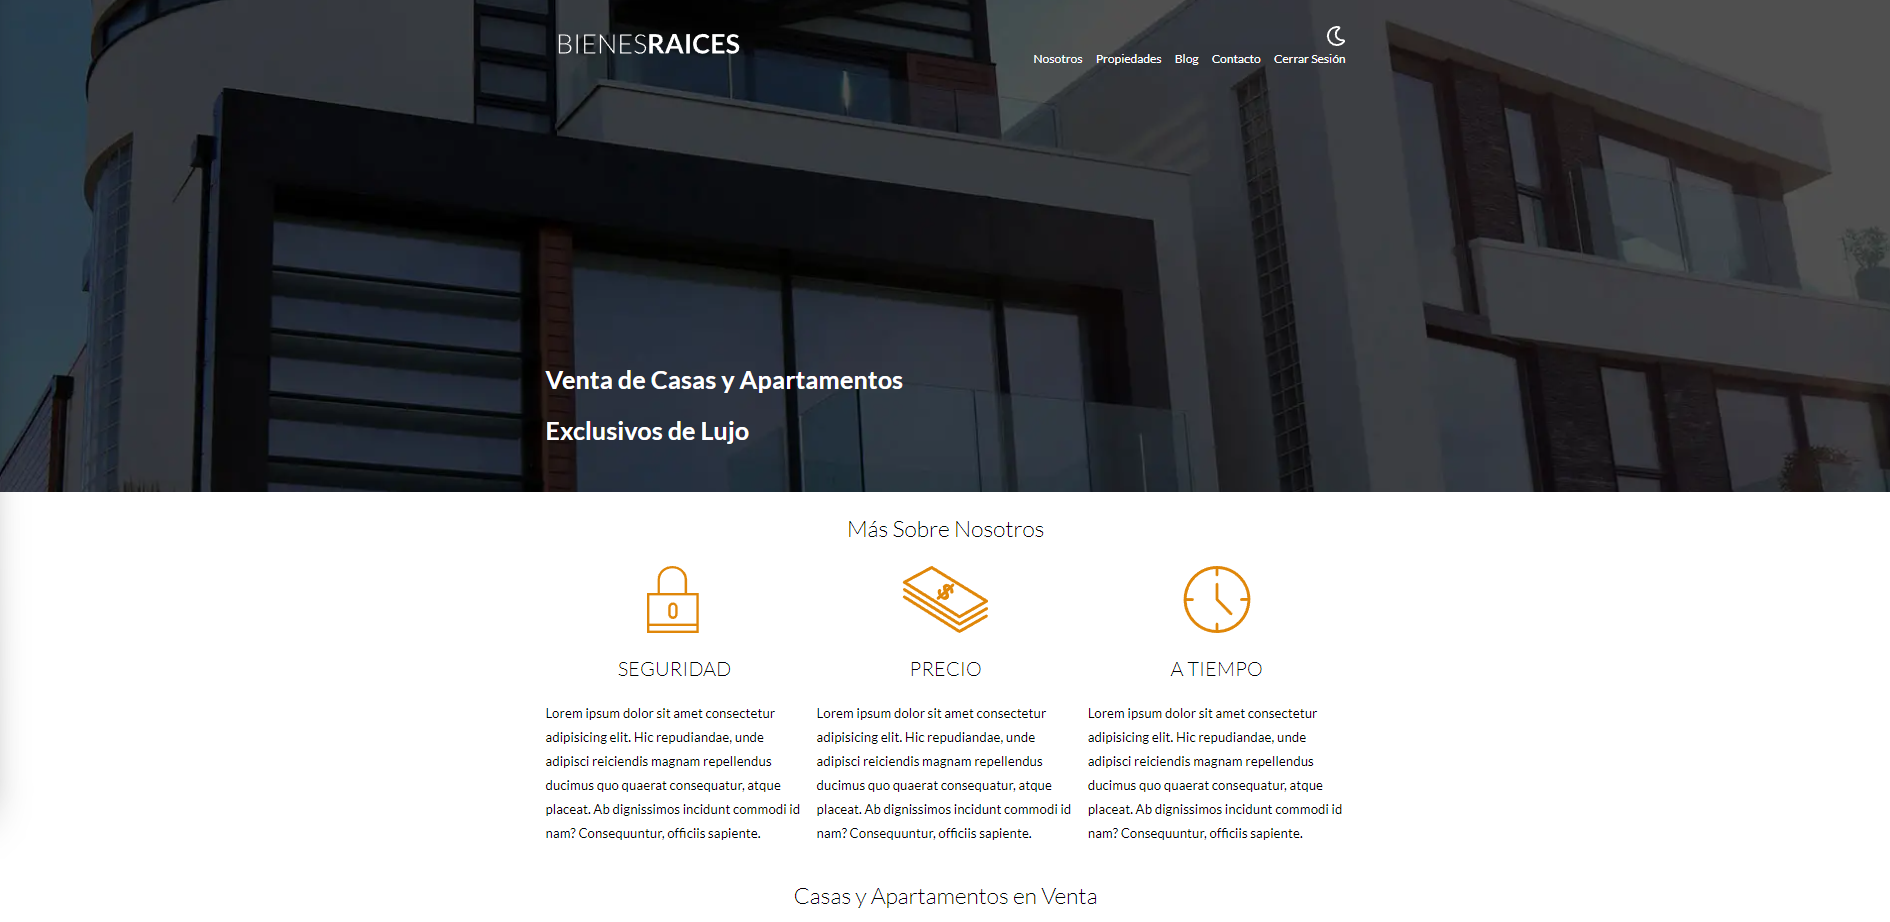 BIENESRAICES
Nosotros Propiedades Blog Contacto Cerrar Sesión
Venta de Casas y Apartamentos
Exclusivos de Lujo
Más Sobre Nosotros
SEGURIDAD
Lorem ipsum dolor sit amet consectetur
adipisicing elit. Hic repudiandae, unde
adipisci reiciendis magnam repellendus
ducimus quo quaerat consequatur, atque
placeat. Ab dignissimos incidunt commodi id
nam? Consequuntur, officiis sapiente.
PRECIO
Lorem ipsum dolor sit amet consectetur
adipisicing elit. Hic repudiandae, unde
adipisci reiciendis magnam repellendus
ducimus quo quaerat consequatur, atque
placeat. Ab dignissimos incidunt commodi id
nam? Consequuntur, officiis sapiente.
A TIEMPO
Lorem ipsum dolor sit amet consectetur
adipisicing elit. Hic repudiandae, unde
adipisci reiciendis magnam repellendus
ducimus quo quaerat consequatur, atque
placeat. Ab dignissimos incidunt commodi id
nam? Consequuntur, officiis sapiente.
Casas y Apartamentos en Venta